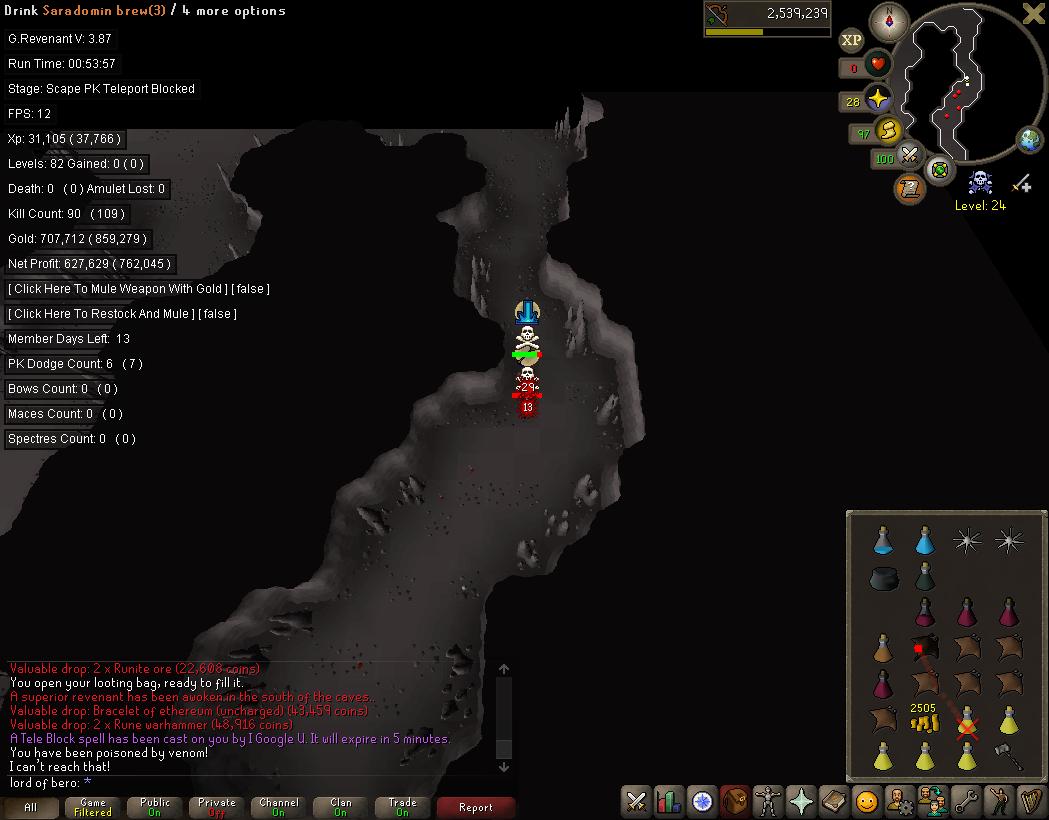 Drink Saradomin brew(3) / 4 more options
2,539,239
G.Revenant V: 3.87
Run Time: 00:53:57
Stage: Scape PK Teleport Blocked
FPS: 12
Xp: 31,105 ( 37,766 )
Levels: 82 Gained: 0 ( 0 )
Death: 0 ( 0 ) Amulet Lost: 0
Kill Count: 90 ( 109 )
Gold: 707,712 ( 859,279 )
Net Profit: 627,629 ( 762,045 )
[ Click Here To Mule Weapon With Gold ] [ false ]
[ Click Here To Restock And Mule ] [ false ]
Member Days Left: 13
PK Dodge Count: 6 ( 7 )
Bows Count: 0 ( 0 )
Maces Count: 0 ( 0 )
Spectres Count: 0 ( 0 )
N
XP
0
28
97
100
Level: 24
29
13
2505
Valuable drop: 2 x Runite ore (22,608 coins)
You open your looting bag, ready to fill it.
A superior revenant has been awoken in the south of the caves..
Valuable drop: Bracelet of ethereum (uncharged) (43,459 coins)
Valuable drop: 2 x Rune warhammer (48,916 coins)
A Tele Block spell has been cast on you by I Google U. It will expire in 5 minutes.
You have been poisoned by venom!
I can't reach that!
lord of bero: *
All
Game
Filtered
Public
On
Private
Off
Channel
On
Clan
On
Trade
On
Report